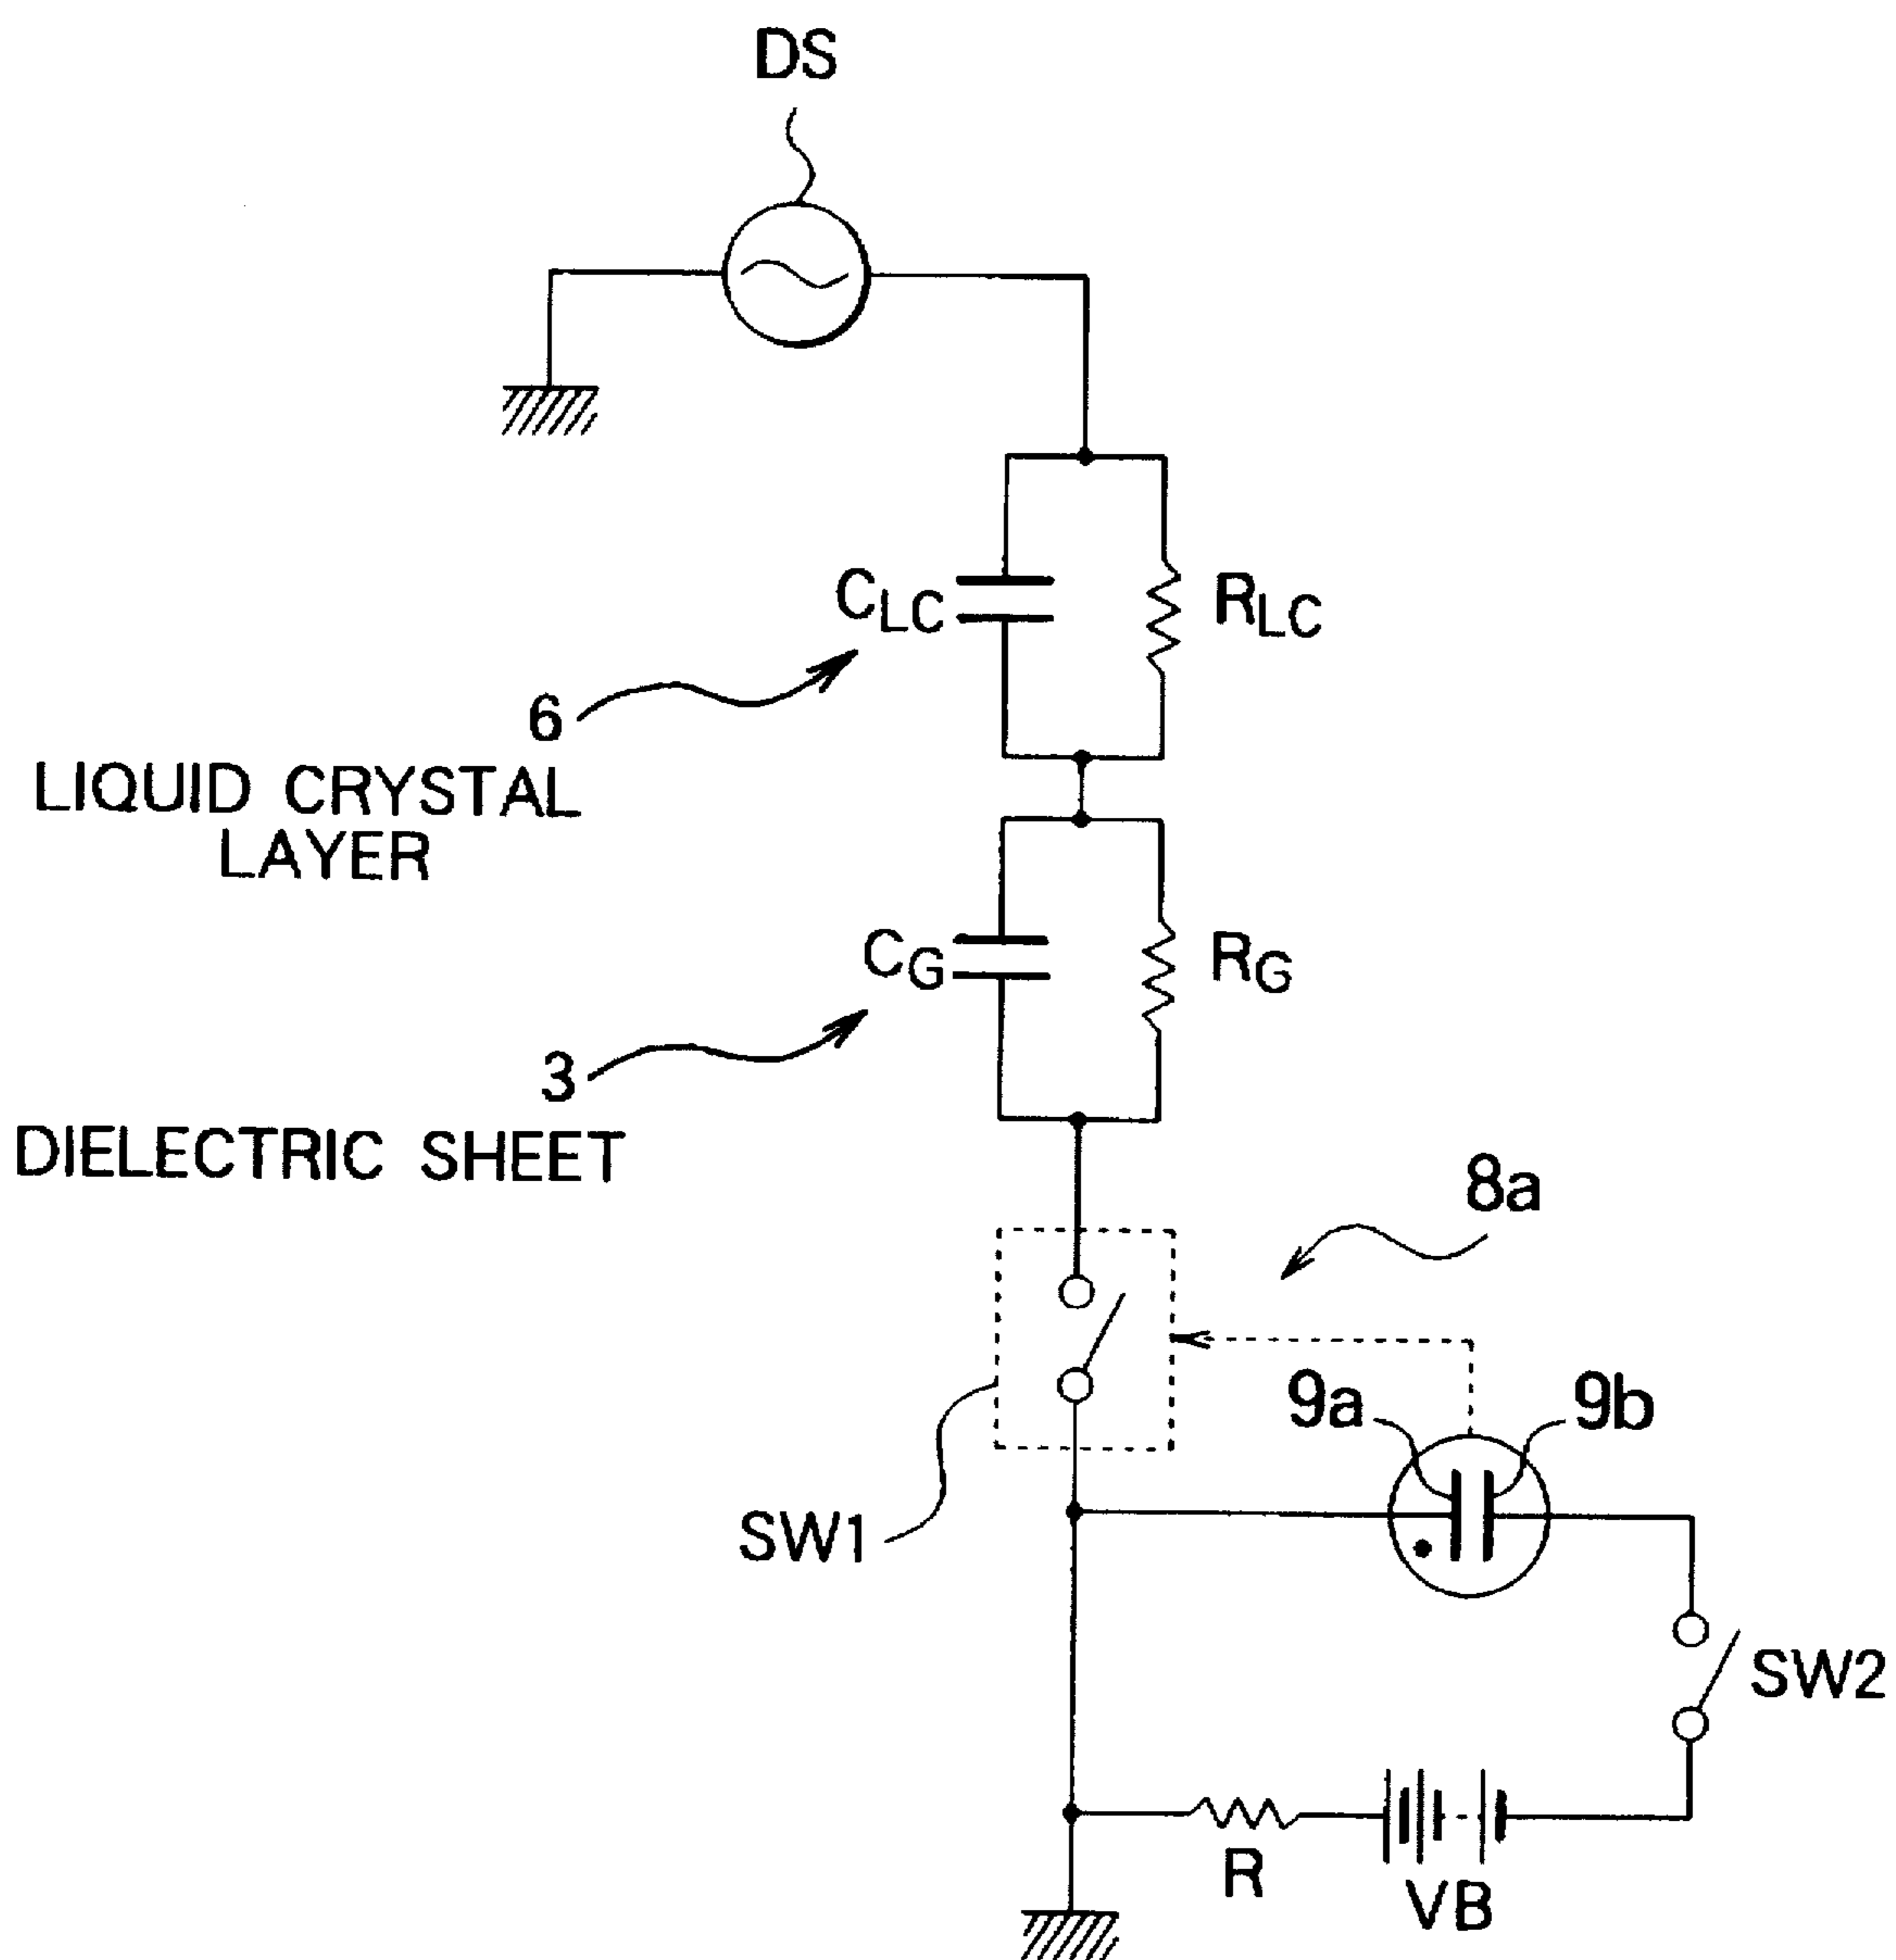 DS
CLC
RLC
6
LIQUID CRYSTAL
LAYER
CG
RG
3
DIELECTRIC SHEET
8a
9a
9b
SW1
SW2
R
VB